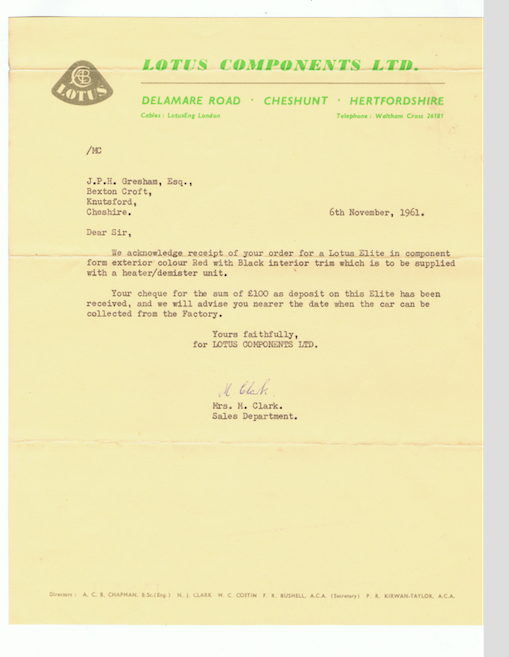 LOTUS COMPONENTS LTD.
ACBC
LOTUS
DELAMARE ROAD · CHESHUNT · HERTFORDSHIRE
Cables : LotusEng London Telephone : Waltham Cross 26181
/MC
J.P.H. Gresham, Esq.,
Bexton Croft,
Knutsford,
Cheshire. 6th November, 1961.
Dear Sir,
We acknowledge receipt of your order for a Lotus Elite in component
form exterior colour Red with Black interior trim which is to be supplied
with a heater/demister unit.
Your cheque for the sum of £100 as deposit on this Elite has been
received, and we will advise you nearer the date when the car can be
collected from the Factory.
Yours faithfully,
for LOTUS COMPONENTS LTD.
M Clark.
Mrs. M. Clark.
Sales Department.
Directors : A. C. B. CHAPMAN, B.Sc.(Eng.) N. J. CLARK M. C. COSTIN F. R. BUSHELL, A.C.A. (Secretary) P. R. KIRWAN-TAYLOR, A.C.A.